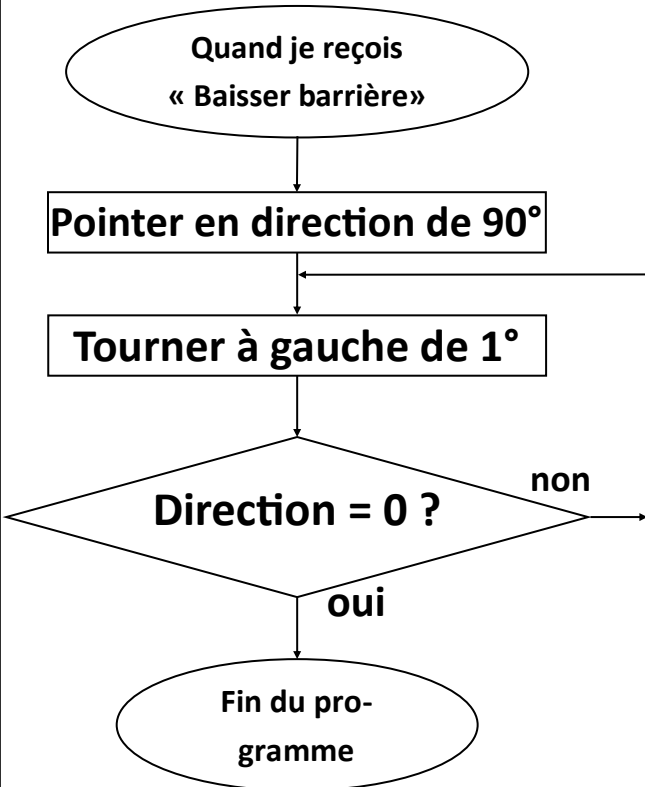 Quand je reçois
« Baisser barrière»
Pointer en direction de 90°
Tourner à gauche de 1°
Direction = 0 ?
non
oui
Fin du pro-
gramme